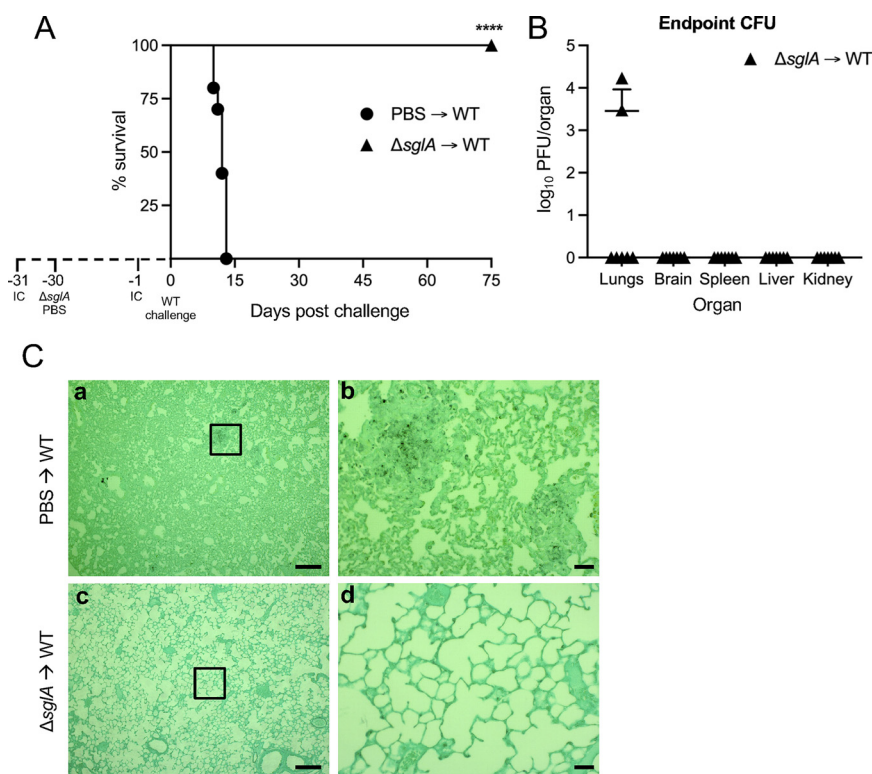 A
****
100
75
50
25
% survival
PBS → WT
ΔsglA → WT
-31
IC
-30
ΔsglA
PBS
-1
IC
0
WT
challenge
15
30
45
60
75
Days post challenge
B
Endpoint CFU
ΔsglA → WT
5
4
3
2
1
0
log10 PFU/organ
Lungs
Brain
Spleen
Liver
Kidney
Organ
C
PBS → WT
a
b
ΔsglA → WT
c
d